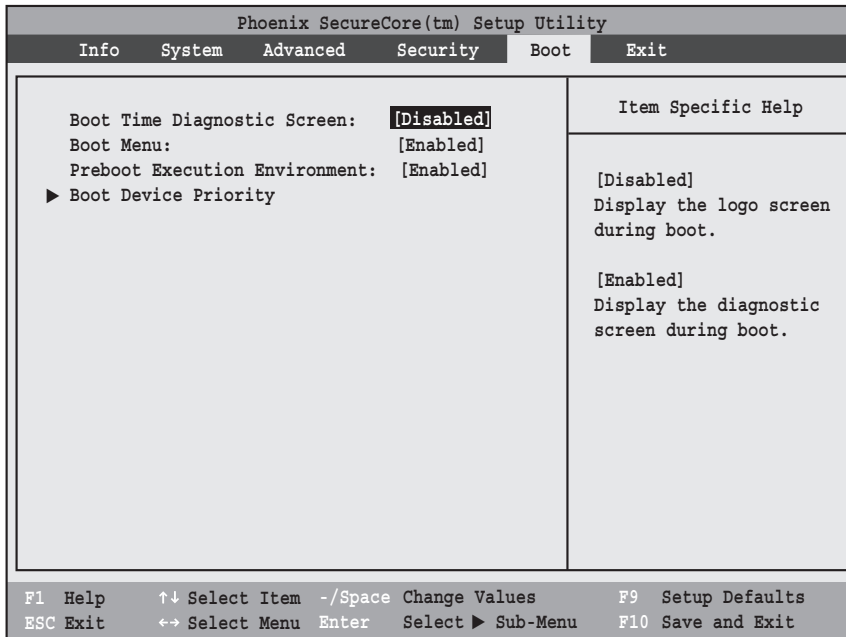 Phoenix SecureCore(tm) Setup Utility
Info System Advanced Security Boot Exit
Boot Time Diagnostic Screen: [Disabled]
Boot Menu: [Enabled]
Preboot Execution Environment: [Enabled]
▶ Boot Device Priority
Item Specific Help
[Disabled]
Display the logo screen
during boot.
[Enabled]
Display the diagnostic
screen during boot.
F1 Help ↑↓ Select Item -/Space Change Values F9 Setup Defaults
ESC Exit ←→ Select Menu Enter Select ▶ Sub-Menu F10 Save and Exit